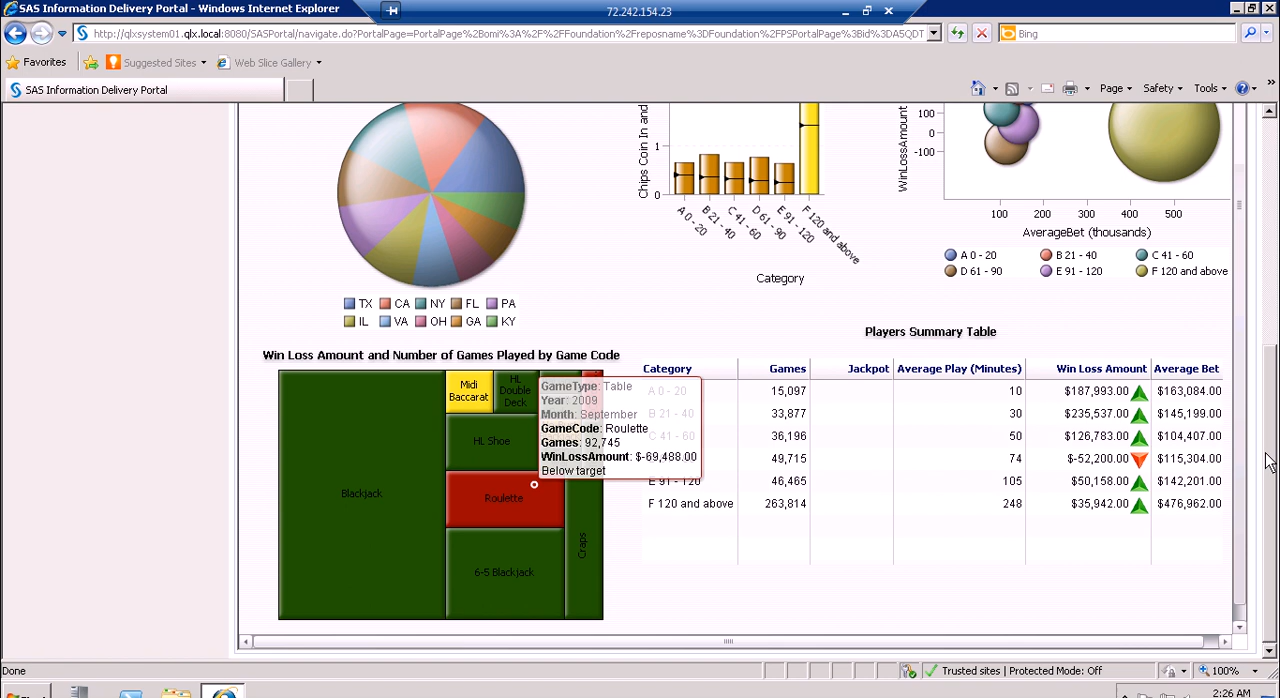 SAS Information Delivery Portal - Windows Internet Explorer
72.242.154.23
http://qlxsystem01.qlx.local:8080/SASPortal/navigate.do?PortalPage=PortalPage%2Bomi%3A%2F%2FFoundation%2Freposname%3DFoundation%2FPSPortalPage%3Bid%3DA5QDT
Bing
Favorites
Suggested Sites
Web Slice Gallery
SAS Information Delivery Portal
Page
Safety
Tools
TX CA NY FL PA
IL VA OH GA KY
Chips Coin In and
1
0
A 0 - 20
B 21 - 40
C 41 - 60
D 61 - 90
E 91 - 120
F 120 and above
Category
WinLossAmount
100
0
-100
100 200 300 400 500
AverageBet (thousands)
A 0 - 20 B 21 - 40 C 41 - 60
D 61 - 90 E 91 - 120 F 120 and above
Win Loss Amount and Number of Games Played by Game Code
Blackjack
Midi
Baccarat
HL
Double
Deck
HL Shoe
Roulette
6-5 Blackjack
Craps
GameType: Table
Year: 2009
Month: September
GameCode: Roulette
Games: 92,745
WinLossAmount: $-69,488.00
Below target
Players Summary Table
Category Games Jackpot Average Play (Minutes) Win Loss Amount Average Bet
A 0 - 20 15,097 10 $187,993.00 $163,084.00
B 21 - 40 33,877 30 $235,537.00 $145,199.00
C 41 - 60 36,196 50 $126,783.00 $104,407.00
49,715 74 $-52,200.00 $115,304.00
E 91 - 120 46,465 105 $50,158.00 $142,201.00
F 120 and above 263,814 248 $35,942.00 $476,962.00
Done
Trusted sites | Protected Mode: Off
100%
2:26 AM